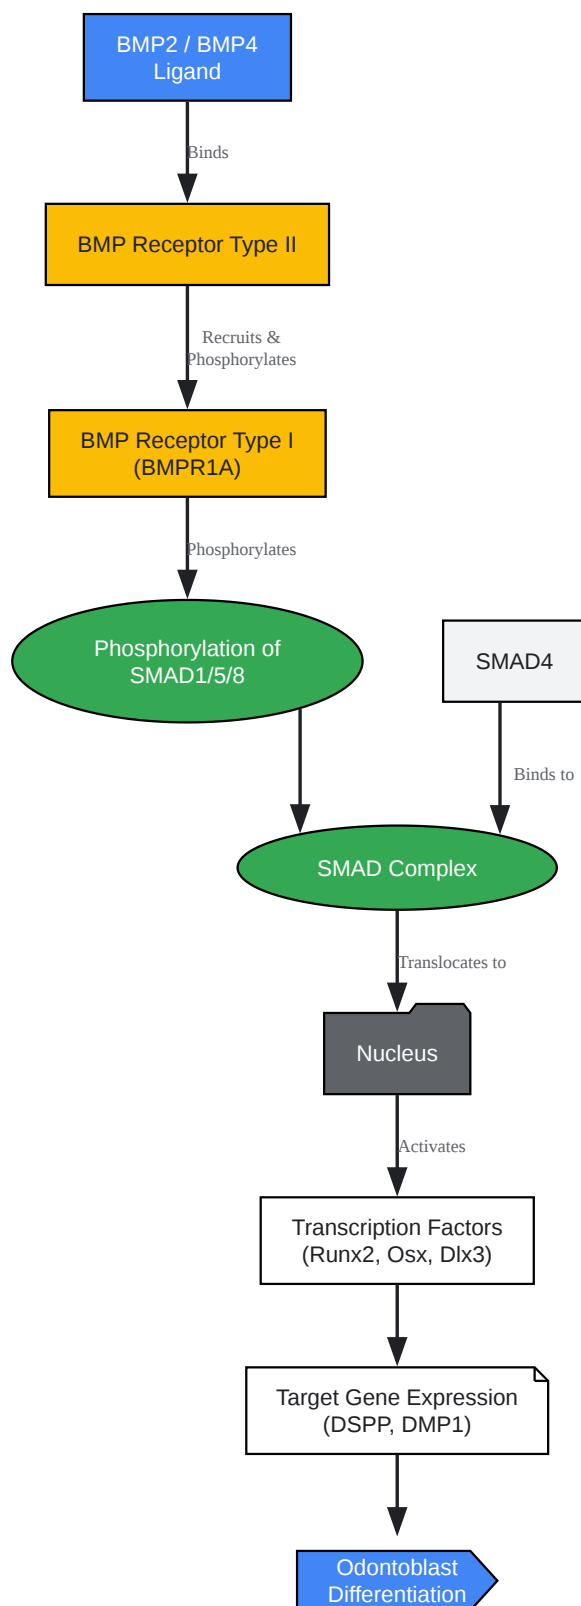 BMP2 / BMP4
Ligand
Binds
BMP Receptor Type II
Recruits &
Phosphorylates
BMP Receptor Type I
(BMPR1A)
Phosphorylates
Phosphorylation of
SMAD1/5/8
SMAD4
Binds to
SMAD Complex
Translocates to
Nucleus
Activates
Transcription Factors
(Runx2, Osx, Dlx3)
Target Gene Expression
(DSPP, DMP1)
Odontoblast
Differentiation